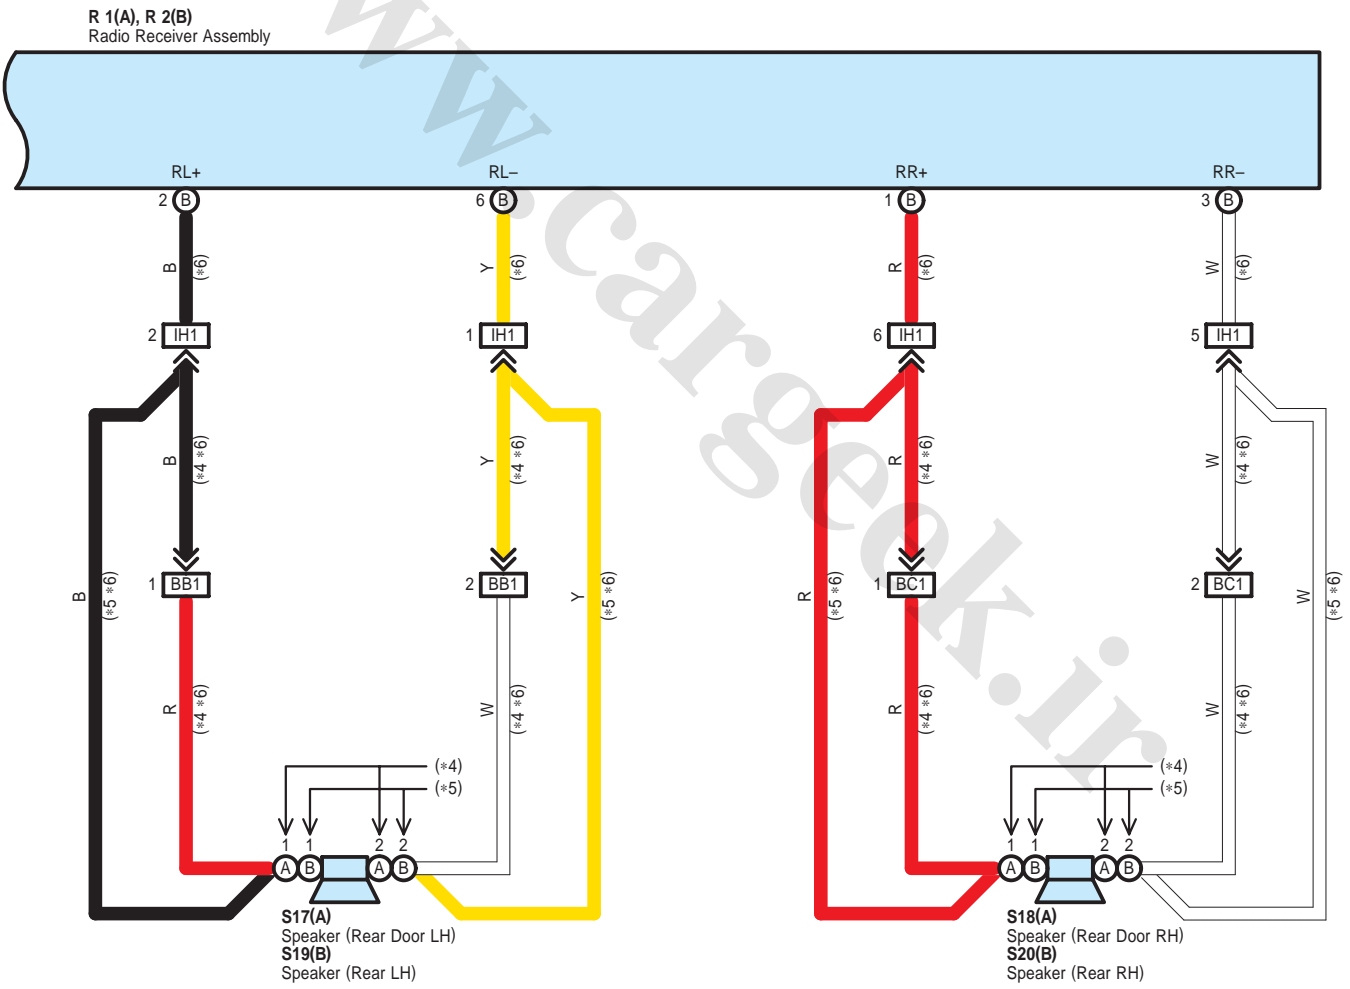 R 1(A), R 2(B)
Radio Receiver Assembly
RL+ RL– RR+ RR–
2 B 6 B 1 B 3 B
B (*6) Y (*6) R (*6) W (*6)
2 IH1 1 IH1 6 IH1 5 IH1
B (*4 *6) Y (*4 *6) R (*4 *6) W (*4 *6)
1 BB1 2 BB1 1 BC1 2 BC1
B (*5 *6) Y (*5 *6) R (*5 *6) W (*5 *6)
R (*4 *6) W (*4 *6) R (*4 *6) W (*4 *6)
(*4) (*4)
(*5) (*5)
1 1 2 2 1 1 2 2
A B A B A B A B
S17(A)
Speaker (Rear Door LH)
S19(B)
Speaker (Rear LH)
S18(A)
Speaker (Rear Door RH)
S20(B)
Speaker (Rear RH)
www.cargeek.ir